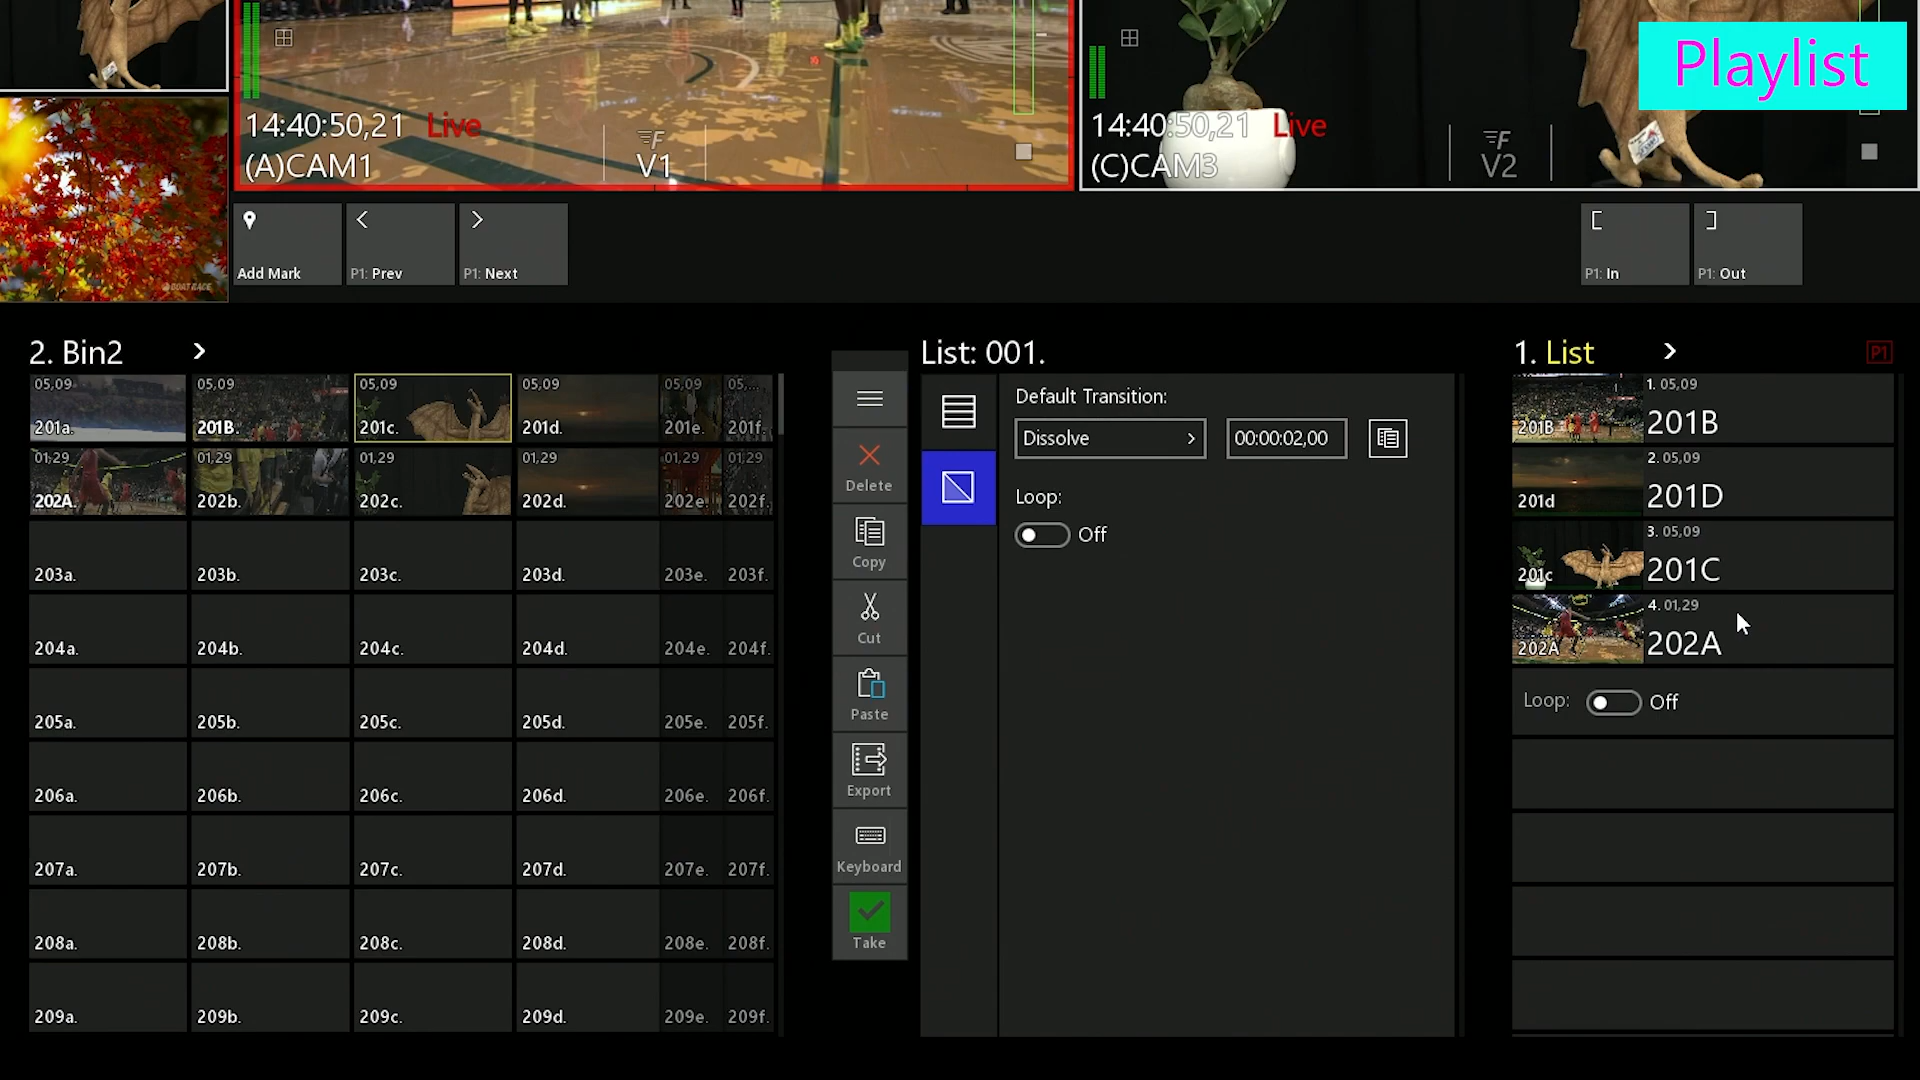 Playlist
14:40:50,21 Live
(A)CAM1
V1
14:40:50,21 Live
(C)CAM3
V2
BOAT RACE
Add Mark
P1: Prev
P1: Next
P1: In
P1: Out
2. Bin2
05,09 05,09 05,09 05,09 05,09 05,...
201a. 201B. 201c. 201d. 201e. 201f.
01,29 01,29 01,29 01,29 01,29 01,29
202A. 202b. 202c. 202d. 202e. 202f.
203a. 203b. 203c. 203d. 203e. 203f.
204a. 204b. 204c. 204d. 204e. 204f.
205a. 205b. 205c. 205d. 205e. 205f.
206a. 206b. 206c. 206d. 206e. 206f.
207a. 207b. 207c. 207d. 207e. 207f.
208a. 208b. 208c. 208d. 208e. 208f.
209a. 209b. 209c. 209d. 209e. 209f.
Delete
Copy
Cut
Paste
Export
Keyboard
Take
List: 001.
Default Transition:
Dissolve 00:00:02,00
Loop:
Off
1. List P1
1. 05,09
201B 201B
2. 05,09
201d 201D
3. 05,09
201c 201C
4. 01,29
202A 202A
Loop: Off